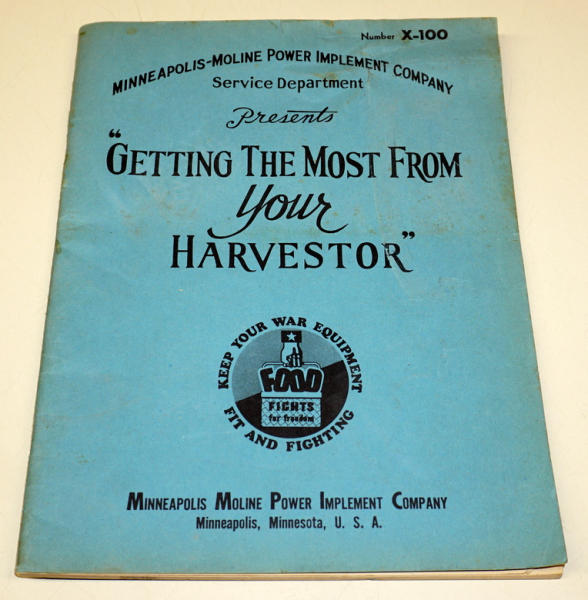 Number X-100
MINNEAPOLIS-MOLINE POWER IMPLEMENT COMPANY
Service Department
Presents
"GETTING THE MOST FROM
Your
HARVESTOR"
KEEP YOUR WAR EQUIPMENT
FOOD
FIGHTS
for freedom
FIT AND FIGHTING
MINNEAPOLIS MOLINE POWER IMPLEMENT COMPANY
Minneapolis, Minnesota, U. S. A.